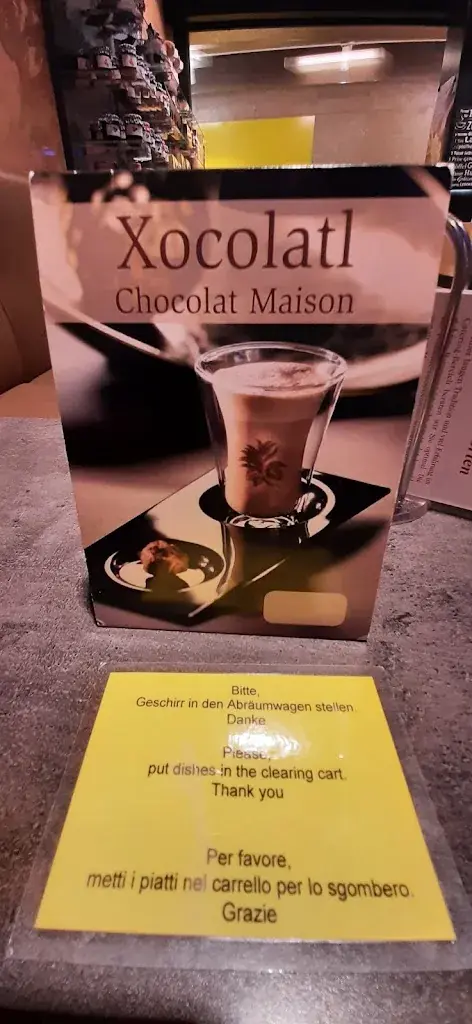 Xocolatl
Chocolat Maison
Bitte,
Geschirr in den Abräumwagen stellen.
Danke
Please,
put dishes in the clearing cart.
Thank you
Per favore,
metti i piatti nel carrello per lo sgombero.
Grazie